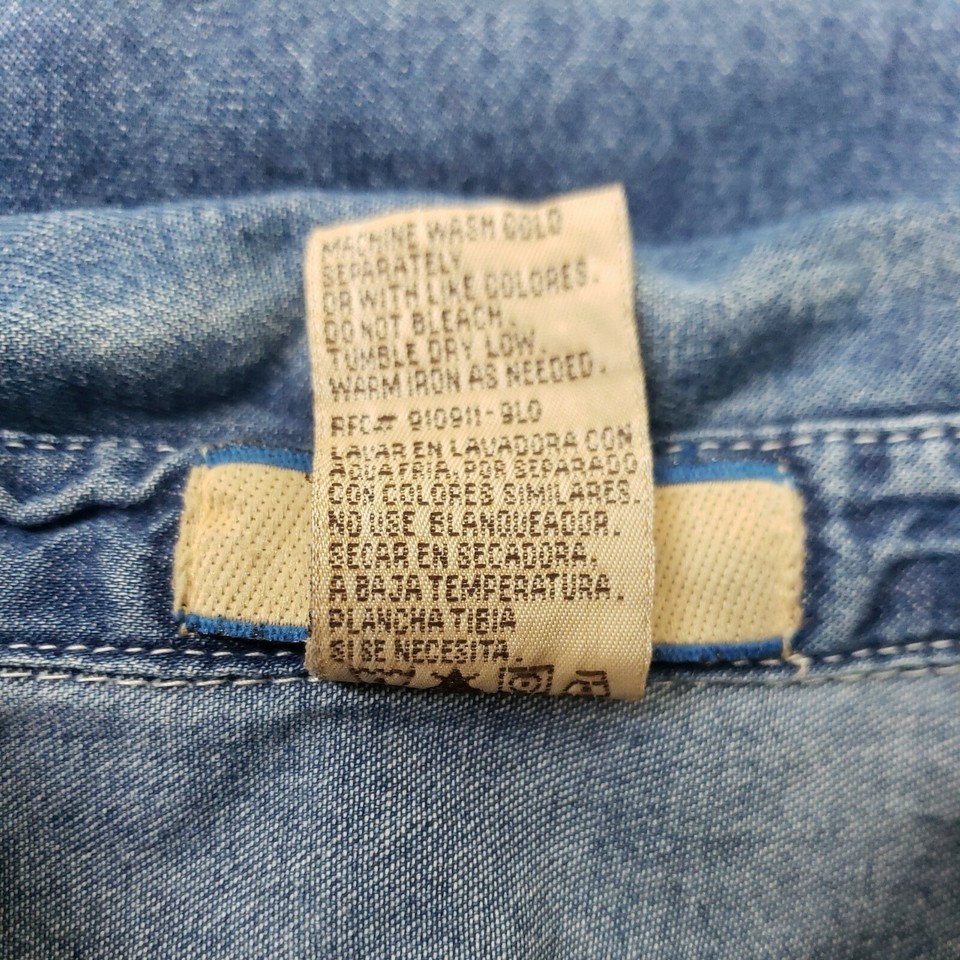 MACHINE WASH COLD
SEPARATELY
OR WITH LIKE COLORES.
DO NOT BLEACH.
TUMBLE DRY LOW.
WARM IRON AS NEEDED.
RFC# 910911-9L0
LAVAR EN LAVADORA CON
AGUA FRIA, POR SEPARADO
CON COLORES SIMILARES.
NO USE BLANQUEADOR.
SECAR EN SECADORA.
A BAJA TEMPERATURA.
PLANCHA TIBIA
SI SE NECESITA.